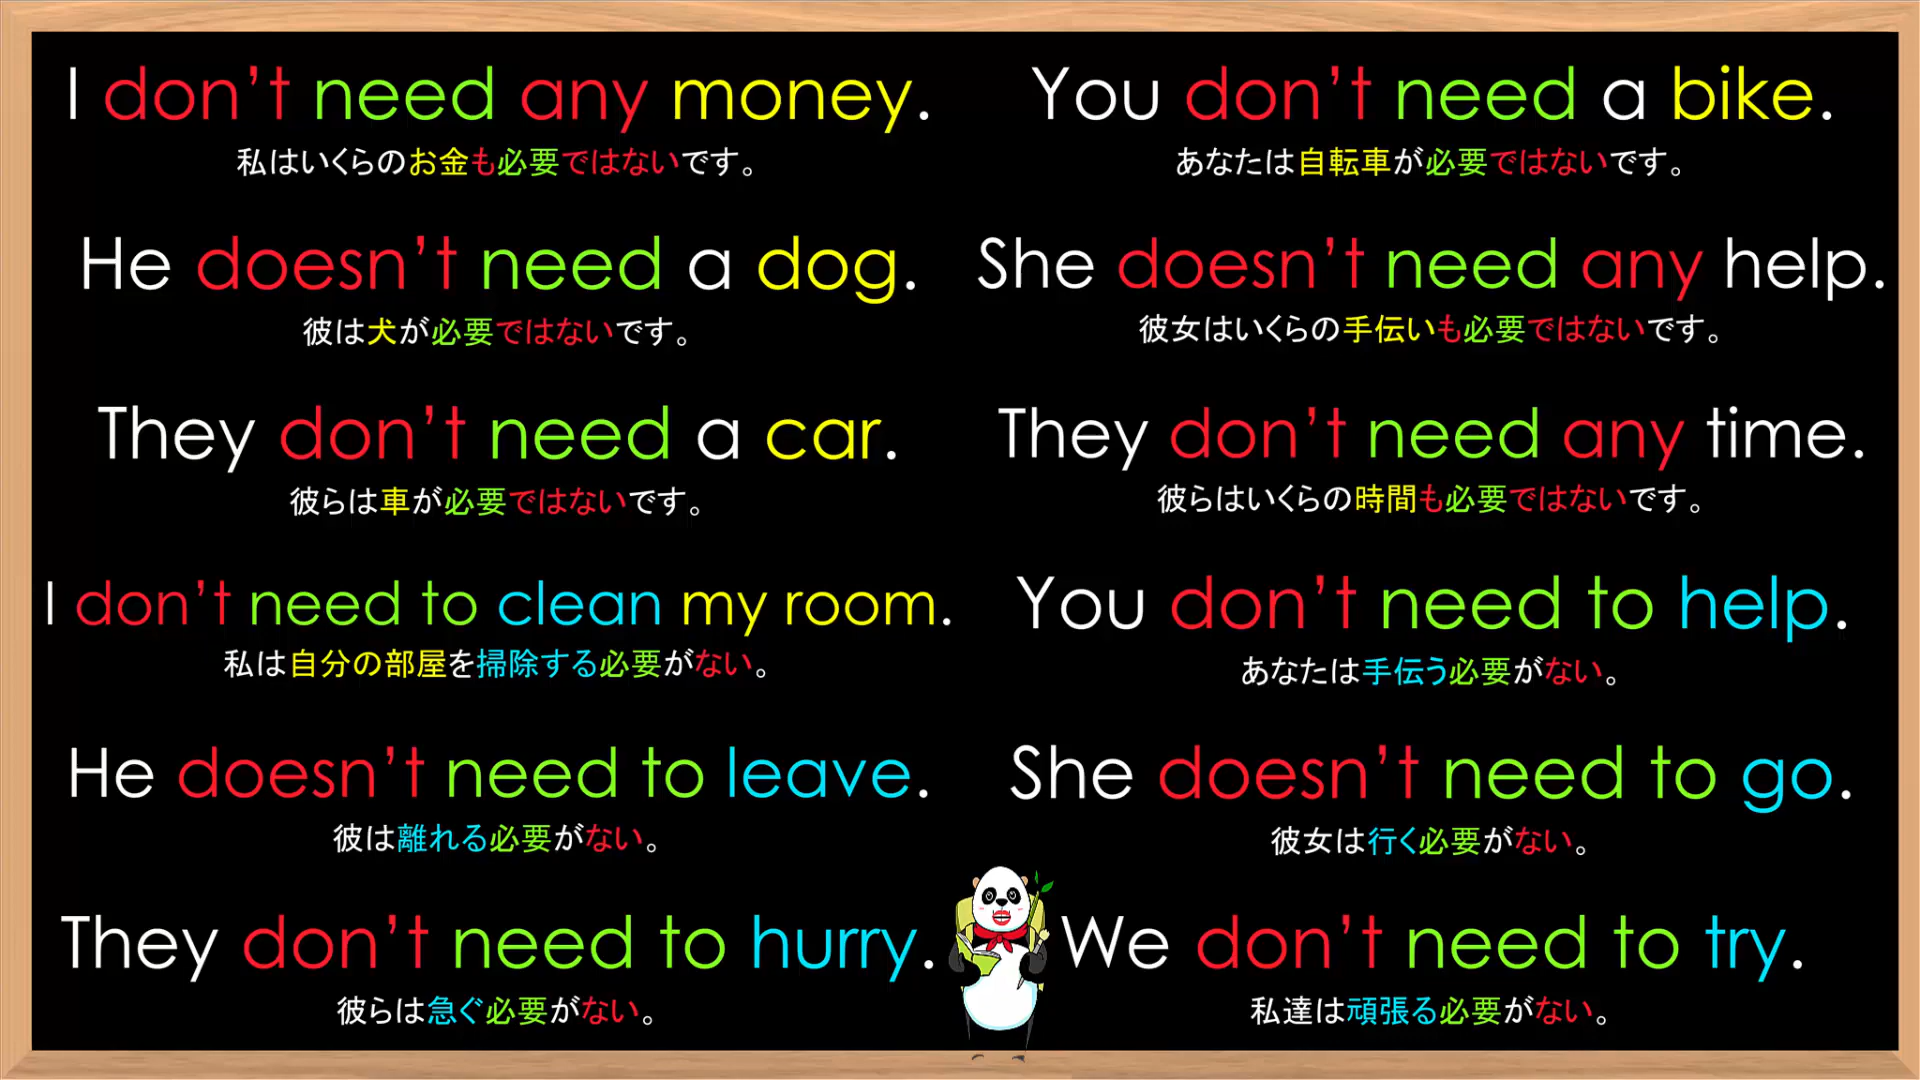 I don’t need any money.
私はいくらのお金も必要ではないです。
You don’t need a bike.
あなたは自転車が必要ではないです。
He doesn’t need a dog.
彼は犬が必要ではないです。
She doesn’t need any help.
彼女はいくらの手伝いも必要ではないです。
They don’t need a car.
彼らは車が必要ではないです。
They don’t need any time.
彼らはいくらの時間も必要ではないです。
I don’t need to clean my room.
私は自分の部屋を掃除する必要がない。
You don’t need to help.
あなたは手伝う必要がない。
He doesn’t need to leave.
彼は離れる必要がない。
She doesn’t need to go.
彼女は行く必要がない。
They don’t need to hurry.
彼らは急ぐ必要がない。
We don’t need to try.
私達は頑張る必要がない。